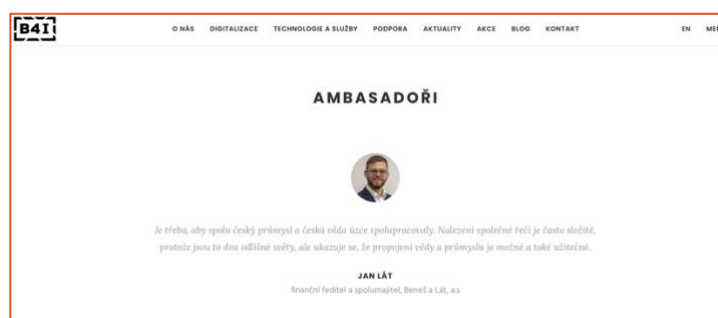 B4I
O NÁS DIGITALIZACE TECHNOLOGIE A SLUŽBY PODPORA AKTUALITY AKCE BLOG KONTAKT EN MEN
AMBASADOŘI
Je třeba, aby spolu český průmysl a česká věda úzce spolupracovaly. Nalezení společné řeči je často složité,
protože jsou to dva odlišné světy, ale ukazuje se, že propojení vědy a průmyslu je možné a také užitečné.
JAN LÁT
finanční ředitel a spolumajitel, Beneš a Lát, a.s